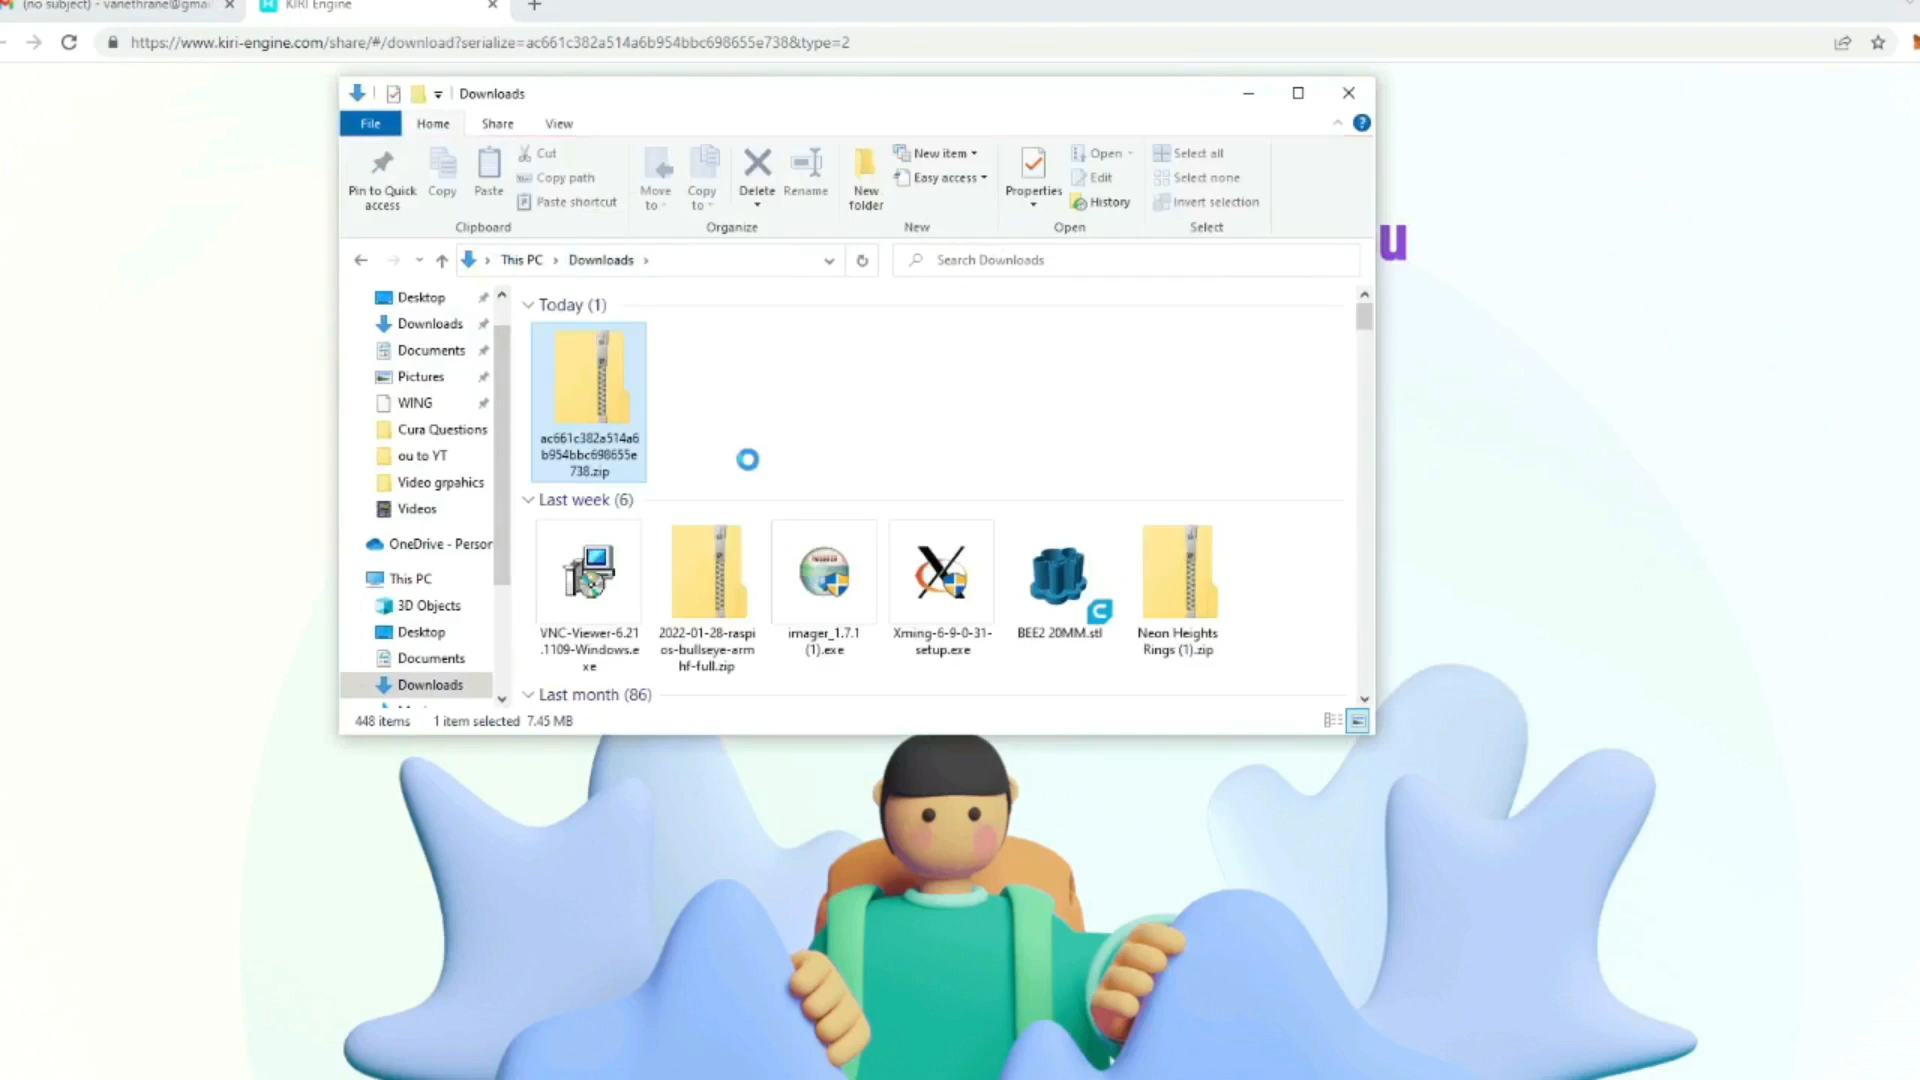 (no subject) - vanethrane@gmai
KIRI Engine
https://www.kiri-engine.com/share/#/download?serialize=ac661c382a514a6b954bbc698655e738&type=2
Downloads
File
Home
Share
View
Pin to Quick
access
Copy
Paste
Cut
Copy path
Paste shortcut
Clipboard
Move
to
Copy
to
Delete
Rename
Organize
New
folder
New item
Easy access
New
Properties
Open
Edit
History
Open
Select all
Select none
Invert selection
Select
u
This PC
Downloads
Search Downloads
Desktop
Downloads
Documents
Pictures
WING
Cura Questions
ou to YT
Video grpahics
Videos
OneDrive - Person
This PC
3D Objects
Desktop
Documents
Downloads
Today (1)
ac661c382a514a6
b954bbc698655e
738.zip
Last week (6)
VNC-Viewer-6.21
.1109-Windows.e
xe
2022-01-28-raspi
os-bullseye-arm
hf-full.zip
imager_1.7.1
(1).exe
Xming-6-9-0-31-
setup.exe
BEE2 20MM.stl
Neon Heights
Rings (1).zip
Last month (86)
448 items
1 item selected 7.45 MB